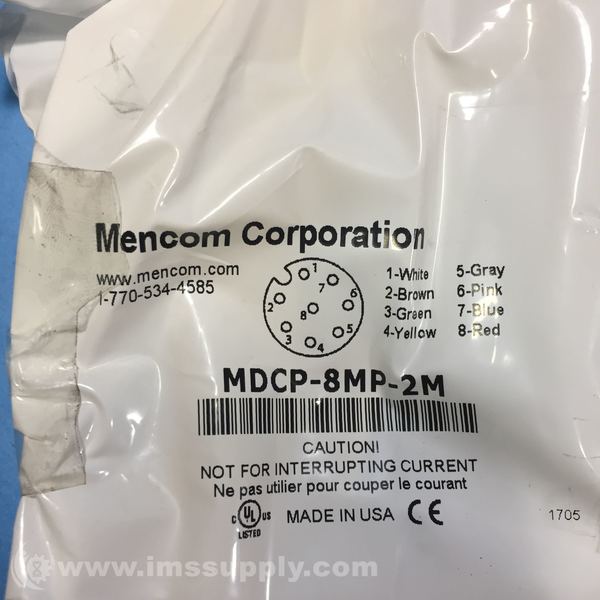 Mencom Corporation
www.mencom.com
1-770-534-4585
1
2
3
4
5
6
7
8
1-White 5-Gray
2-Brown 6-Pink
3-Green 7-Blue
4-Yellow 8-Red
MDCP-8MP-2M
CAUTION!
NOT FOR INTERRUPTING CURRENT
Ne pas utilier pour couper le courant
C UL US LISTED MADE IN USA CE 1705
© www.imssupply.com